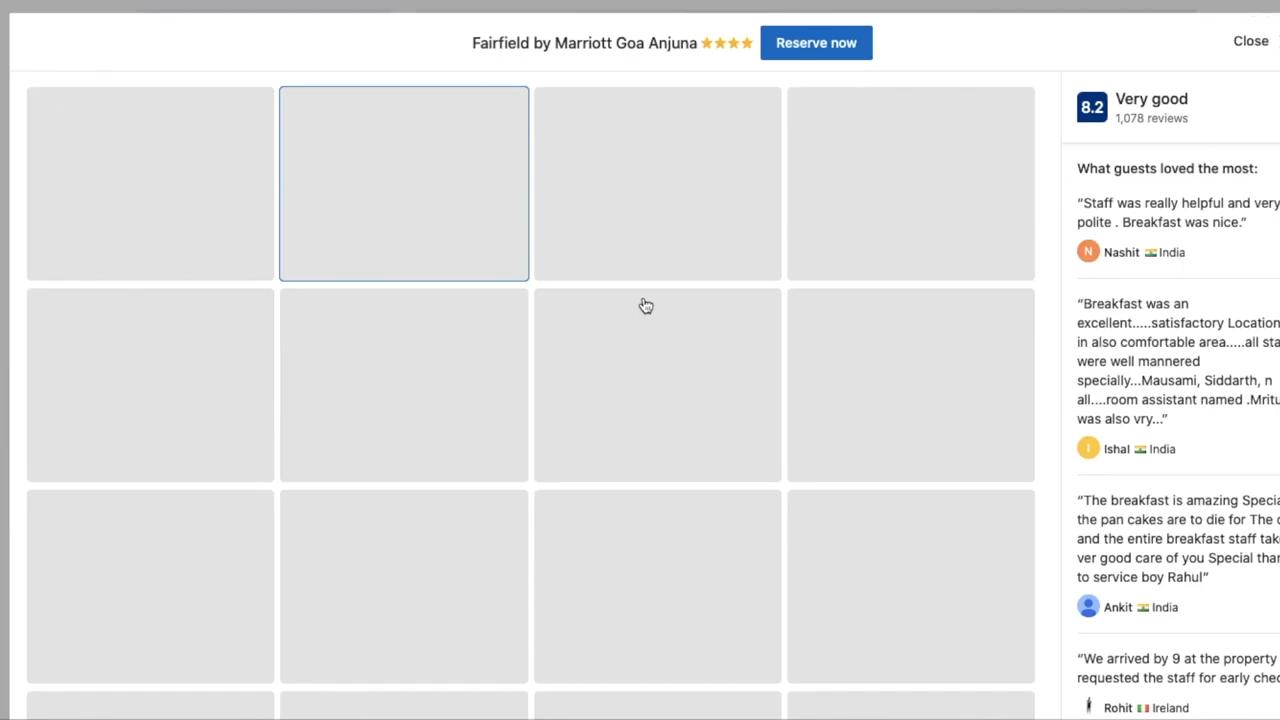 Fairfield by Marriott Goa Anjuna
Reserve now
Close
8.2
Very good
1,078 reviews
What guests loved the most:
“Staff was really helpful and very
polite . Breakfast was nice.”
N
Nashit India
“Breakfast was an
excellent.....satisfactory Location
in also comfortable area.....all sta
were well mannered
specially...Mausami, Siddarth, n
all....room assistant named .Mritu
was also vry...”
I
Ishal India
“The breakfast is amazing Specia
the pan cakes are to die for The c
and the entire breakfast staff tak
ver good care of you Special than
to service boy Rahul”
Ankit India
“We arrived by 9 at the property
requested the staff for early chec
Rohit Ireland